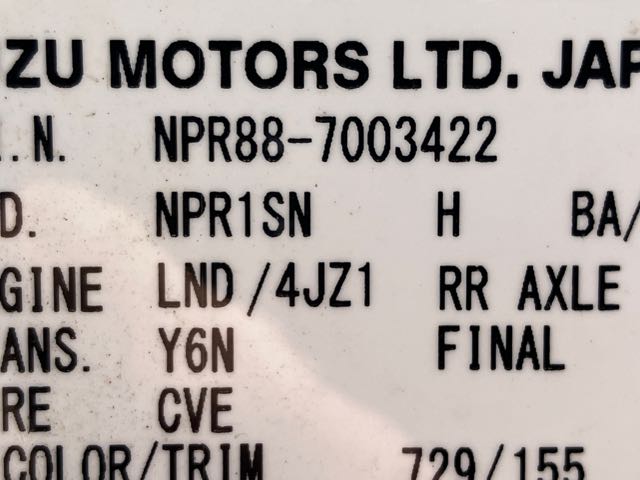 ZU MOTORS LTD. JAP
I.N. NPR88-7003422
D. NPR1SN H BA/
GINE LND/4JZ1 RR AXLE
ANS. Y6N FINAL
RE CVE
COLOR/TRIM 729/155